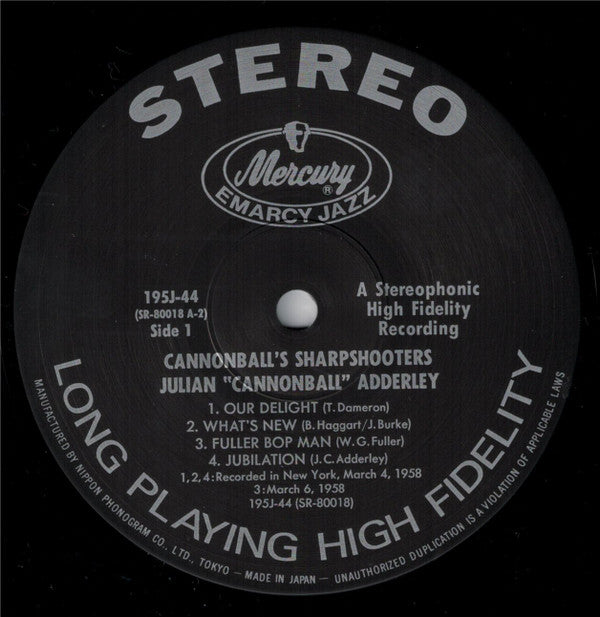 STEREO
Mercury®
EMARCY JAZZ
195J-44
(SR-80018 A-2)
Side 1
A Stereophonic
High Fidelity
Recording
CANNONBALL'S SHARPSHOOTERS
JULIAN "CANNONBALL" ADDERLEY
1. OUR DELIGHT (T. Dameron)
2. WHAT'S NEW (B. Haggart/J. Burke)
3. FULLER BOP MAN (W. G. Fuller)
4. JUBILATION (J. C. Adderley)
1, 2, 4: Recorded in New York, March 4, 1958
3: March 6, 1958
195J-44 (SR-80018)
LONG PLAYING HIGH FIDELITY
MANUFACTURED BY NIPPON PHONOGRAM CO., LTD., TOKYO — MADE IN JAPAN — UNAUTHORIZED DUPLICATION IS A VIOLATION OF APPLICABLE LAWS